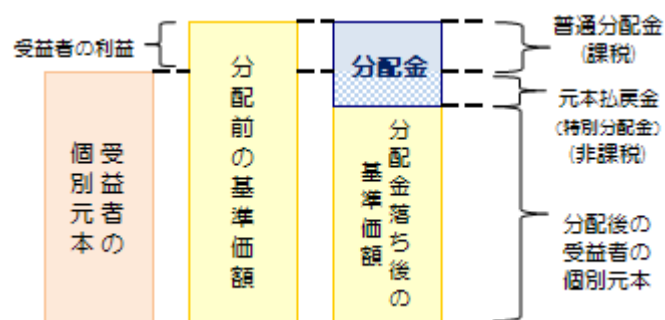 受益者の利益
受益者の
個別元本
分配前の基準価額
分配金
分配金落ち後の
基準価額
普通分配金
(課税)
元本払戻金
(特別分配金)
(非課税)
分配後の
受益者の
個別元本